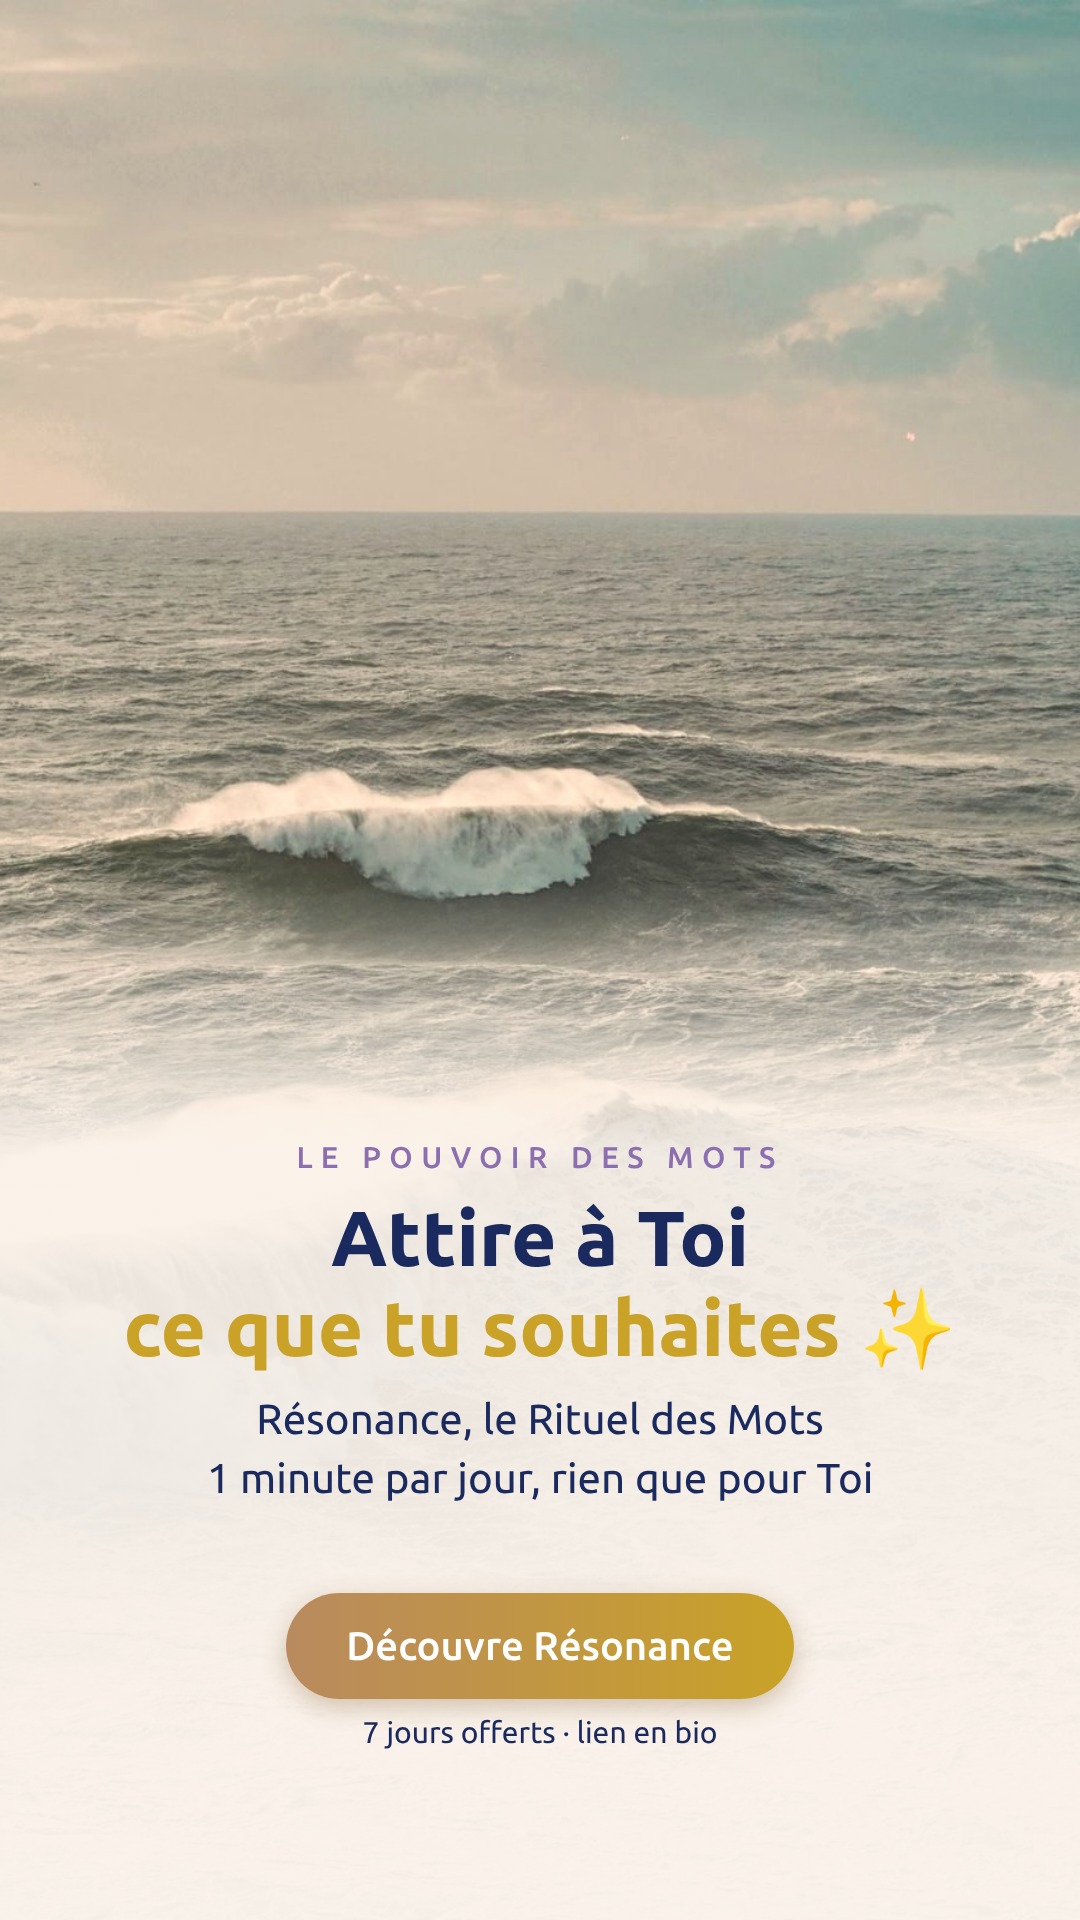 LE POUVOIR DES MOTS
Attire à Toi
ce que tu souhaites ✨
Résonance, le Rituel des Mots
1 minute par jour, rien que pour Toi
Découvre Résonance
7 jours offerts · lien en bio